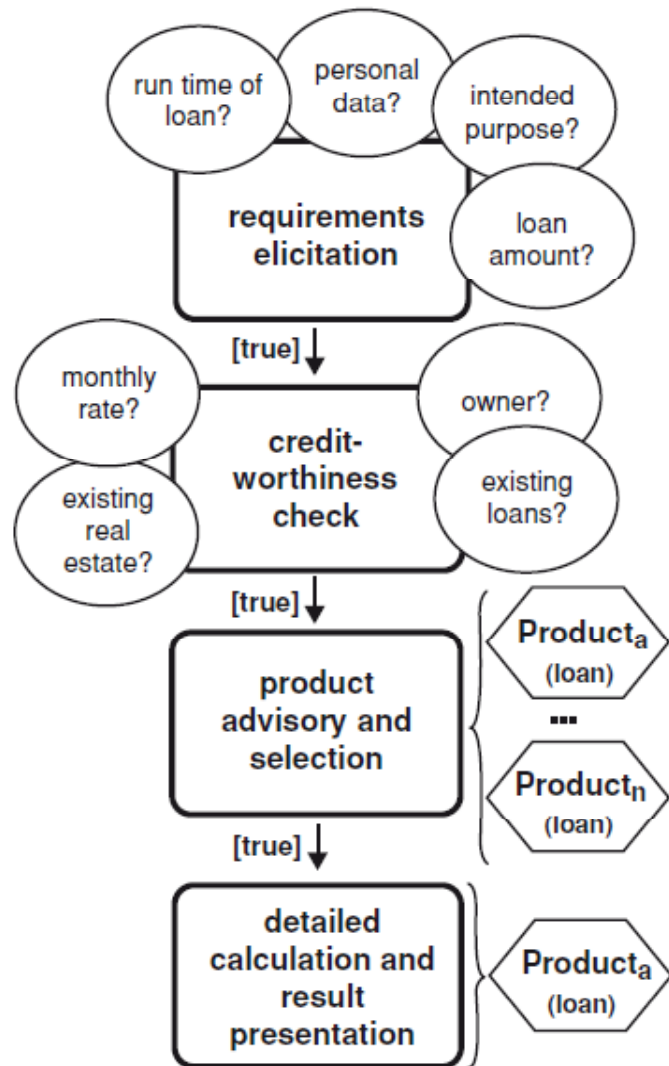 run time of
loan?
personal
data?
intended
purpose?
loan
amount?
requirements
elicitation
[true]
monthly
rate?
existing
real
estate?
credit-
worthiness
check
owner?
existing
loans?
[true]
product
advisory and
selection
Productₐ
(loan)
...
Productₙ
(loan)
[true]
detailed
calculation and
result
presentation
Productₐ
(loan)